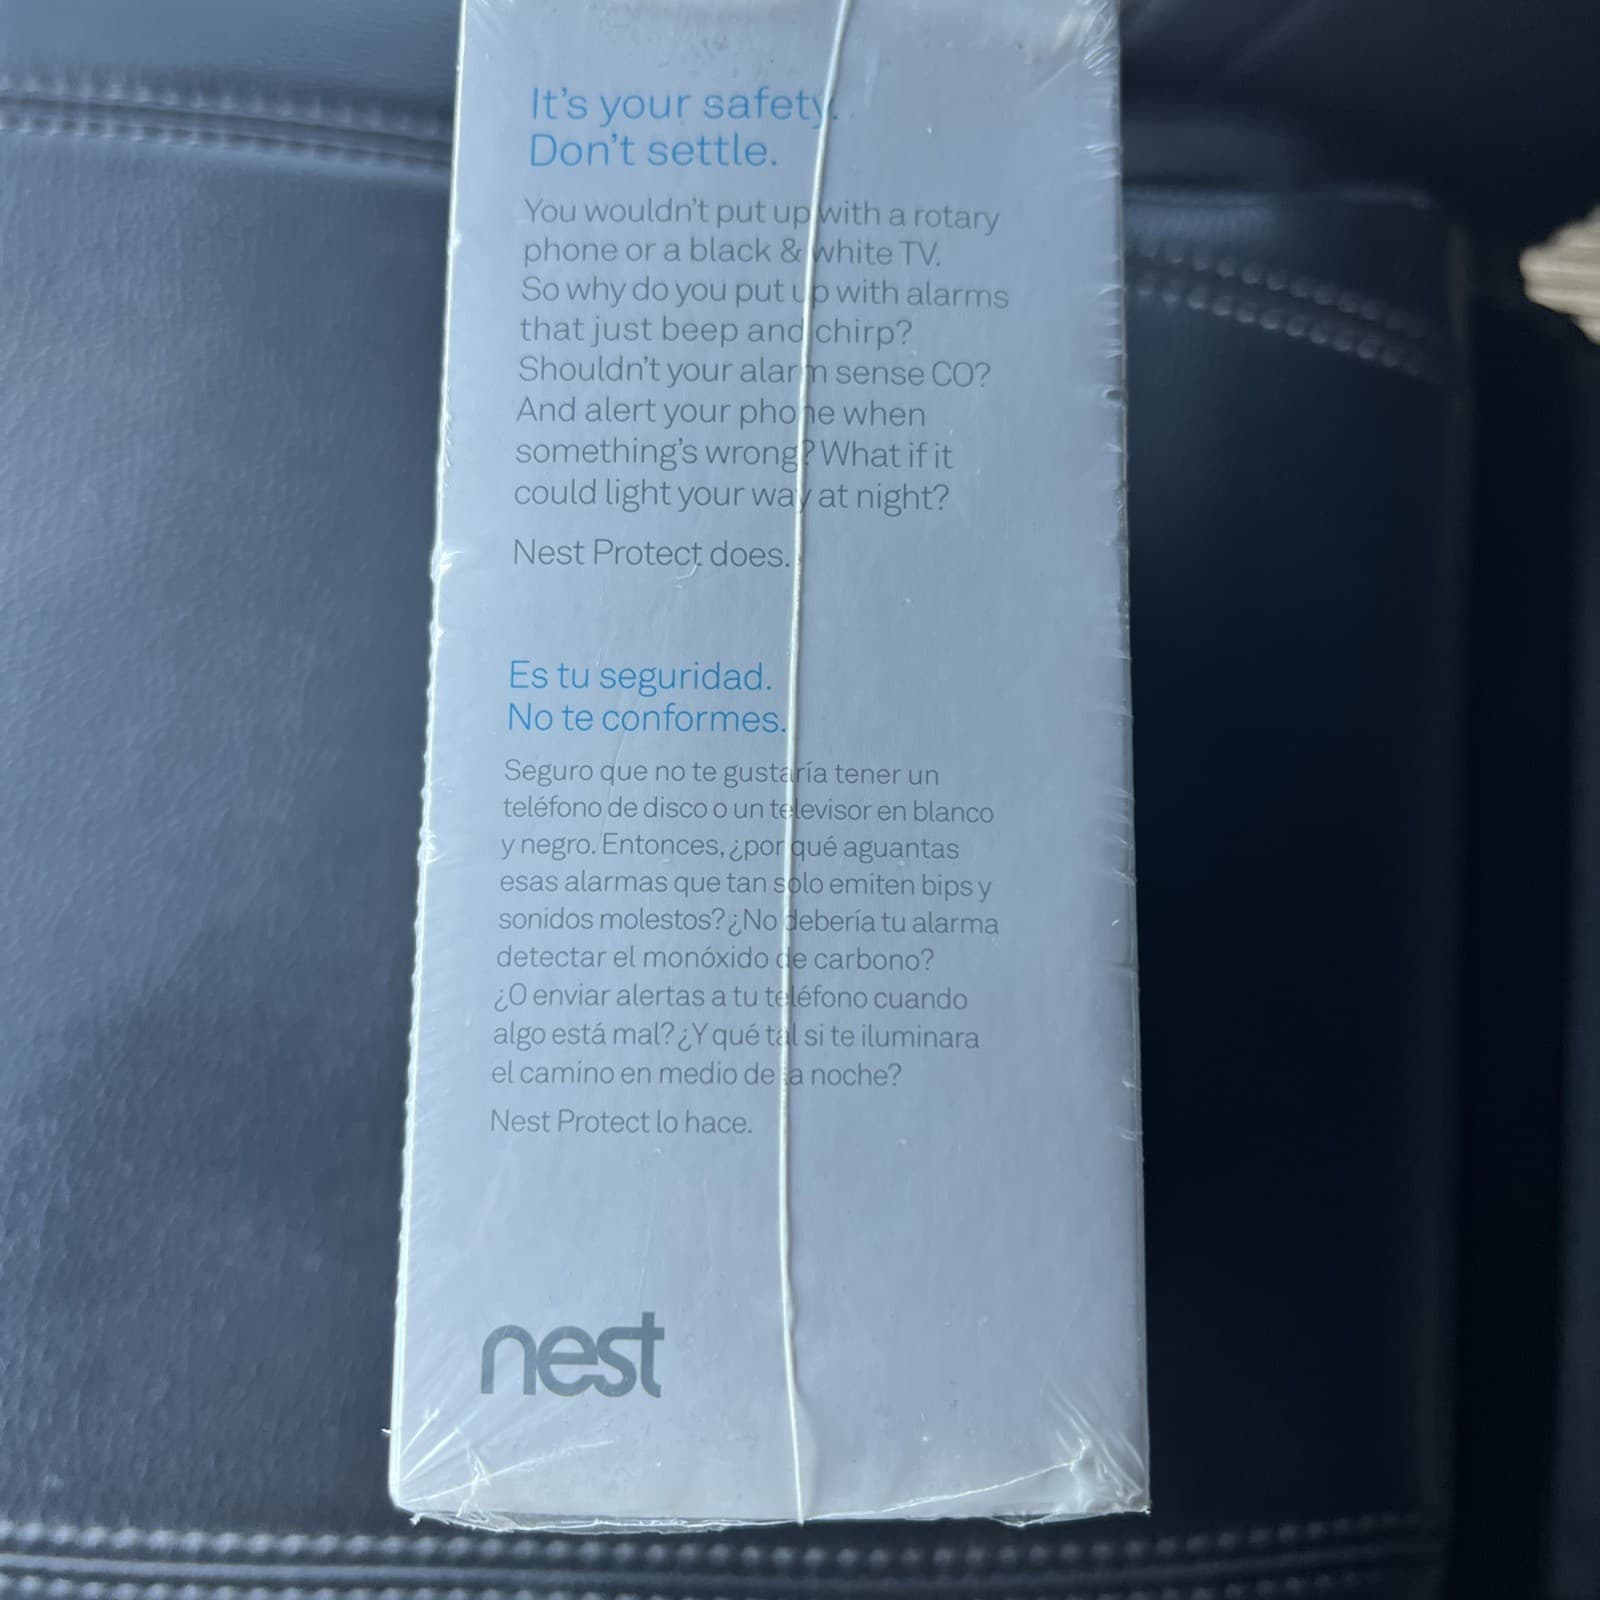 It's your safety.
Don't settle.
You wouldn't put up with a rotary
phone or a black & white TV.
So why do you put up with alarms
that just beep and chirp?
Shouldn't your alarm sense CO?
And alert your phone when
something's wrong? What if it
could light your way at night?
Nest Protect does.
Es tu seguridad.
No te conformes.
Seguro que no te gustaría tener un
teléfono de disco o un televisor en blanco
y negro. Entonces, ¿por qué aguantas
esas alarmas que tan solo emiten bips y
sonidos molestos? ¿No debería tu alarma
detectar el monóxido de carbono?
¿O enviar alertas a tu teléfono cuando
algo está mal? ¿Y qué tal si te iluminara
el camino en medio de la noche?
Nest Protect lo hace.
nest